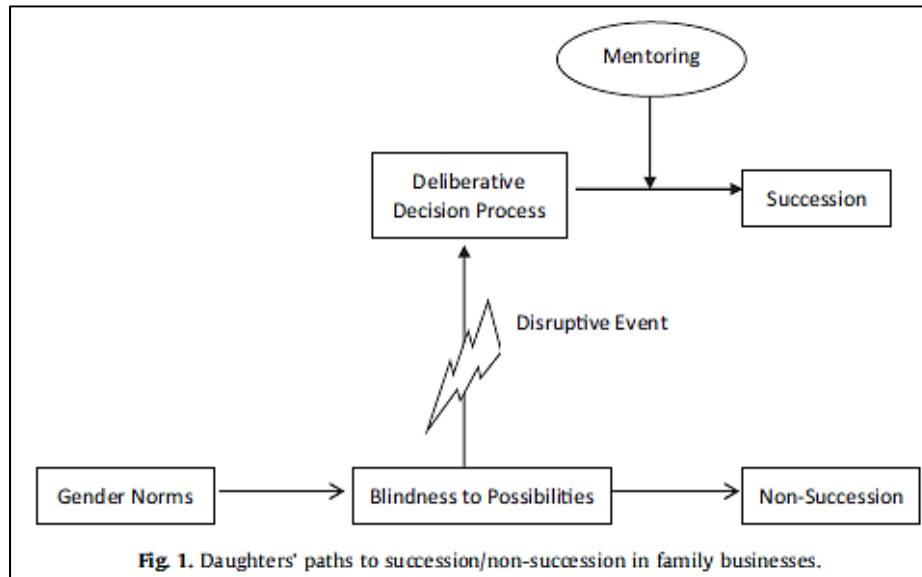 Mentoring
Deliberative
Decision Process
Succession
Disruptive Event
Gender Norms
Blindness to Possibilities
Non-Succession
Fig. 1. Daughters' paths to succession/non-succession in family businesses.